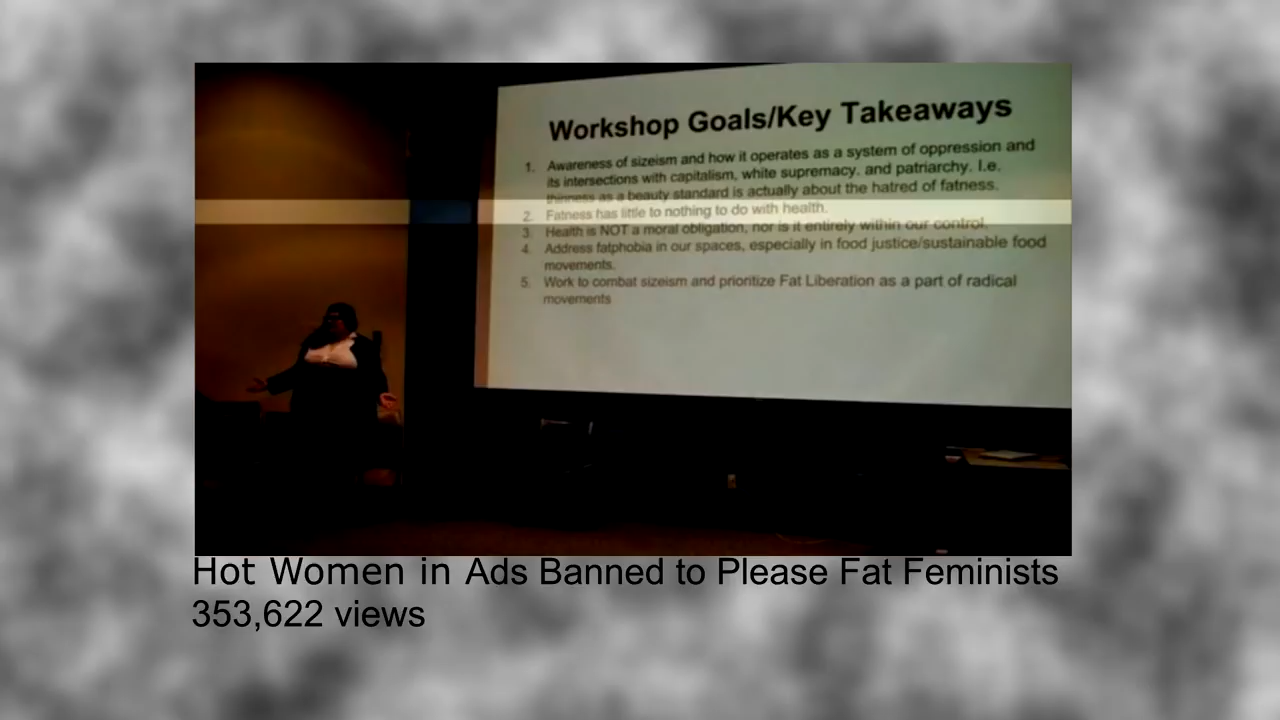 Workshop Goals/Key Takeaways
1. Awareness of sizeism and how it operates as a system of oppression and
its intersections with capitalism, white supremacy, and patriarchy. I.e.
thinness as a beauty standard is actually about the hatred of fatness.
2. Fatness has little to nothing to do with health.
3. Health is NOT a moral obligation, nor is it entirely within our control.
4. Address fatphobia in our spaces, especially in food justice/sustainable food
movements.
5. Work to combat sizeism and prioritize Fat Liberation as a part of radical
movements
Hot Women in Ads Banned to Please Fat Feminists
353,622 views